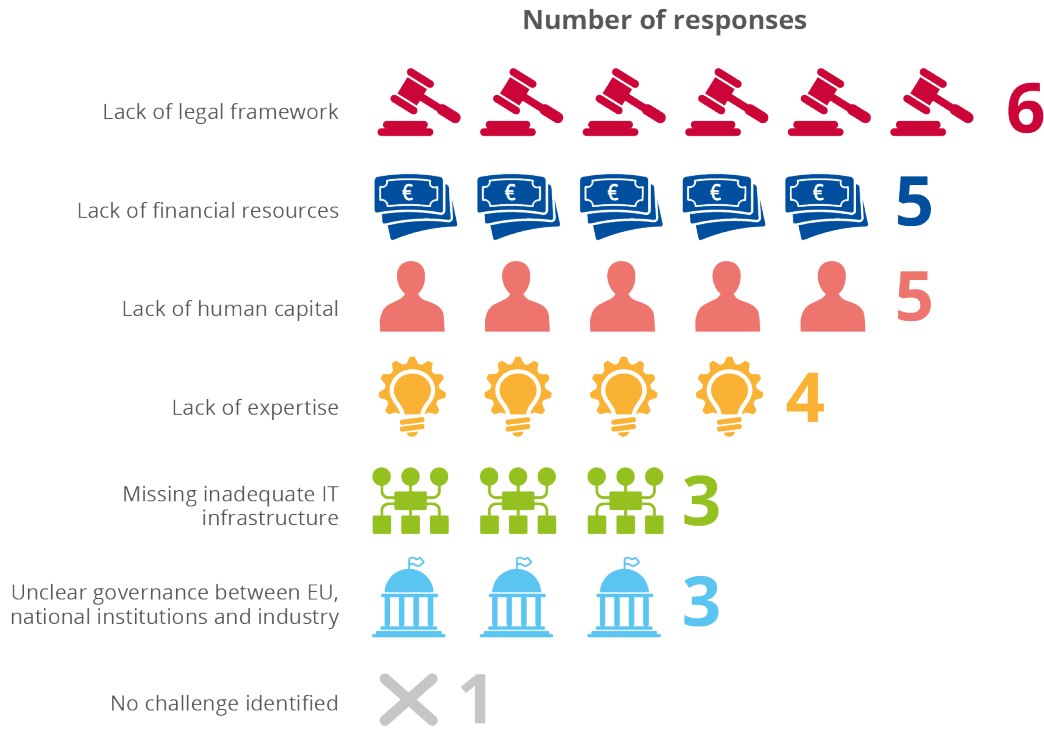 Number of responses
Lack of legal framework
6
Lack of financial resources
€ € € € €
5
Lack of human capital
5
Lack of expertise
4
Missing inadequate IT
infrastructure
3
Unclear governance between EU,
national institutions and industry
3
No challenge identified
1